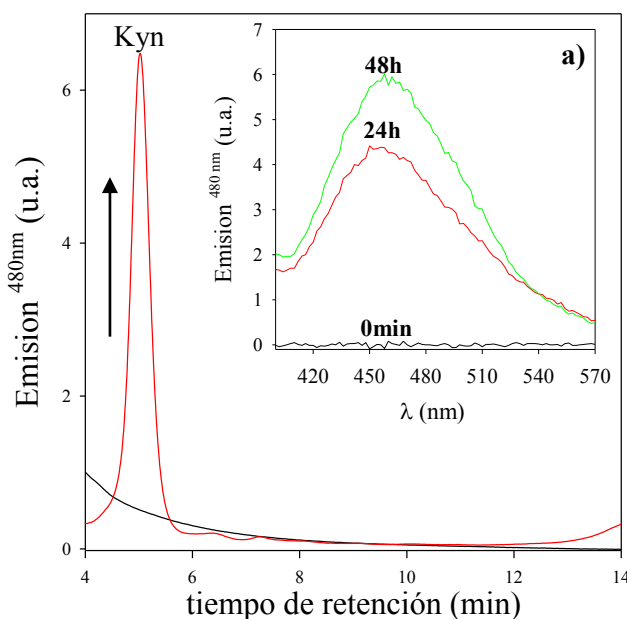 Kyn
Emision 480nm (u.a.)
6
4
2
0
4
6
8
10
12
14
tiempo de retención (min)
a)
48h
24h
0min
Emision 480 nm (u.a.)
7
6
5
4
3
2
1
0
420
450
480
510
540
570
λ (nm)